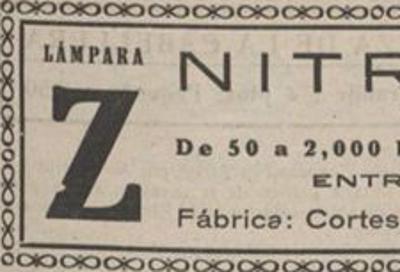 LÁMPARA
Z
NITR
De 50 a 2,000
ENTR
Fábrica: Cortes